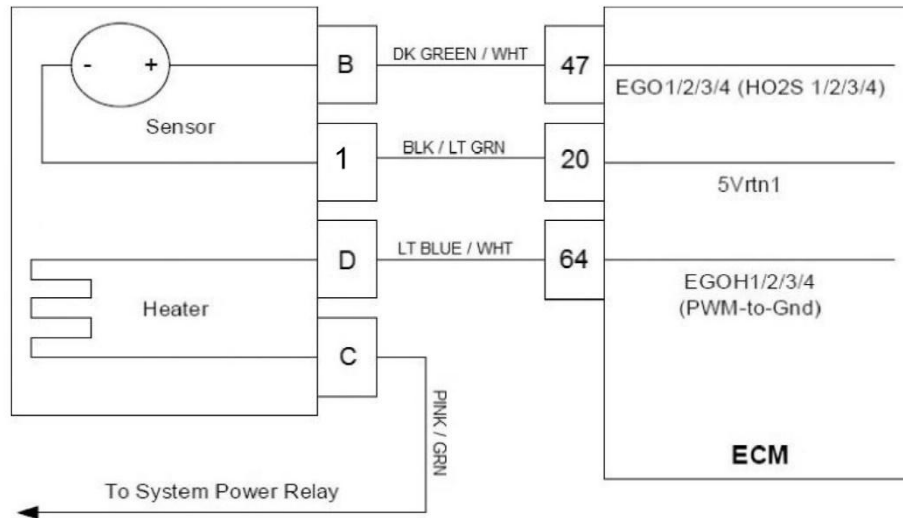 - +
Sensor
B
DK GREEN / WHT
47
EGO1/2/3/4 (HO2S 1/2/3/4)
1
BLK / LT GRN
20
5Vrtn1
D
LT BLUE / WHT
64
EGOH1/2/3/4
(PWM-to-Gnd)
Heater
C
PINK / GRN
To System Power Relay
ECM